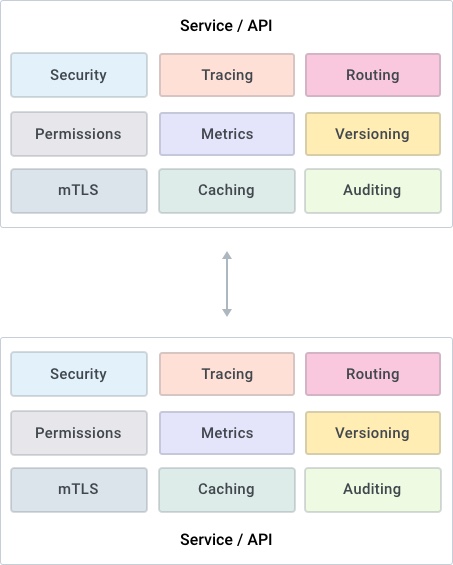 Service / API
Security Tracing Routing
Permissions Metrics Versioning
mTLS Caching Auditing
Security Tracing Routing
Permissions Metrics Versioning
mTLS Caching Auditing
Service / API